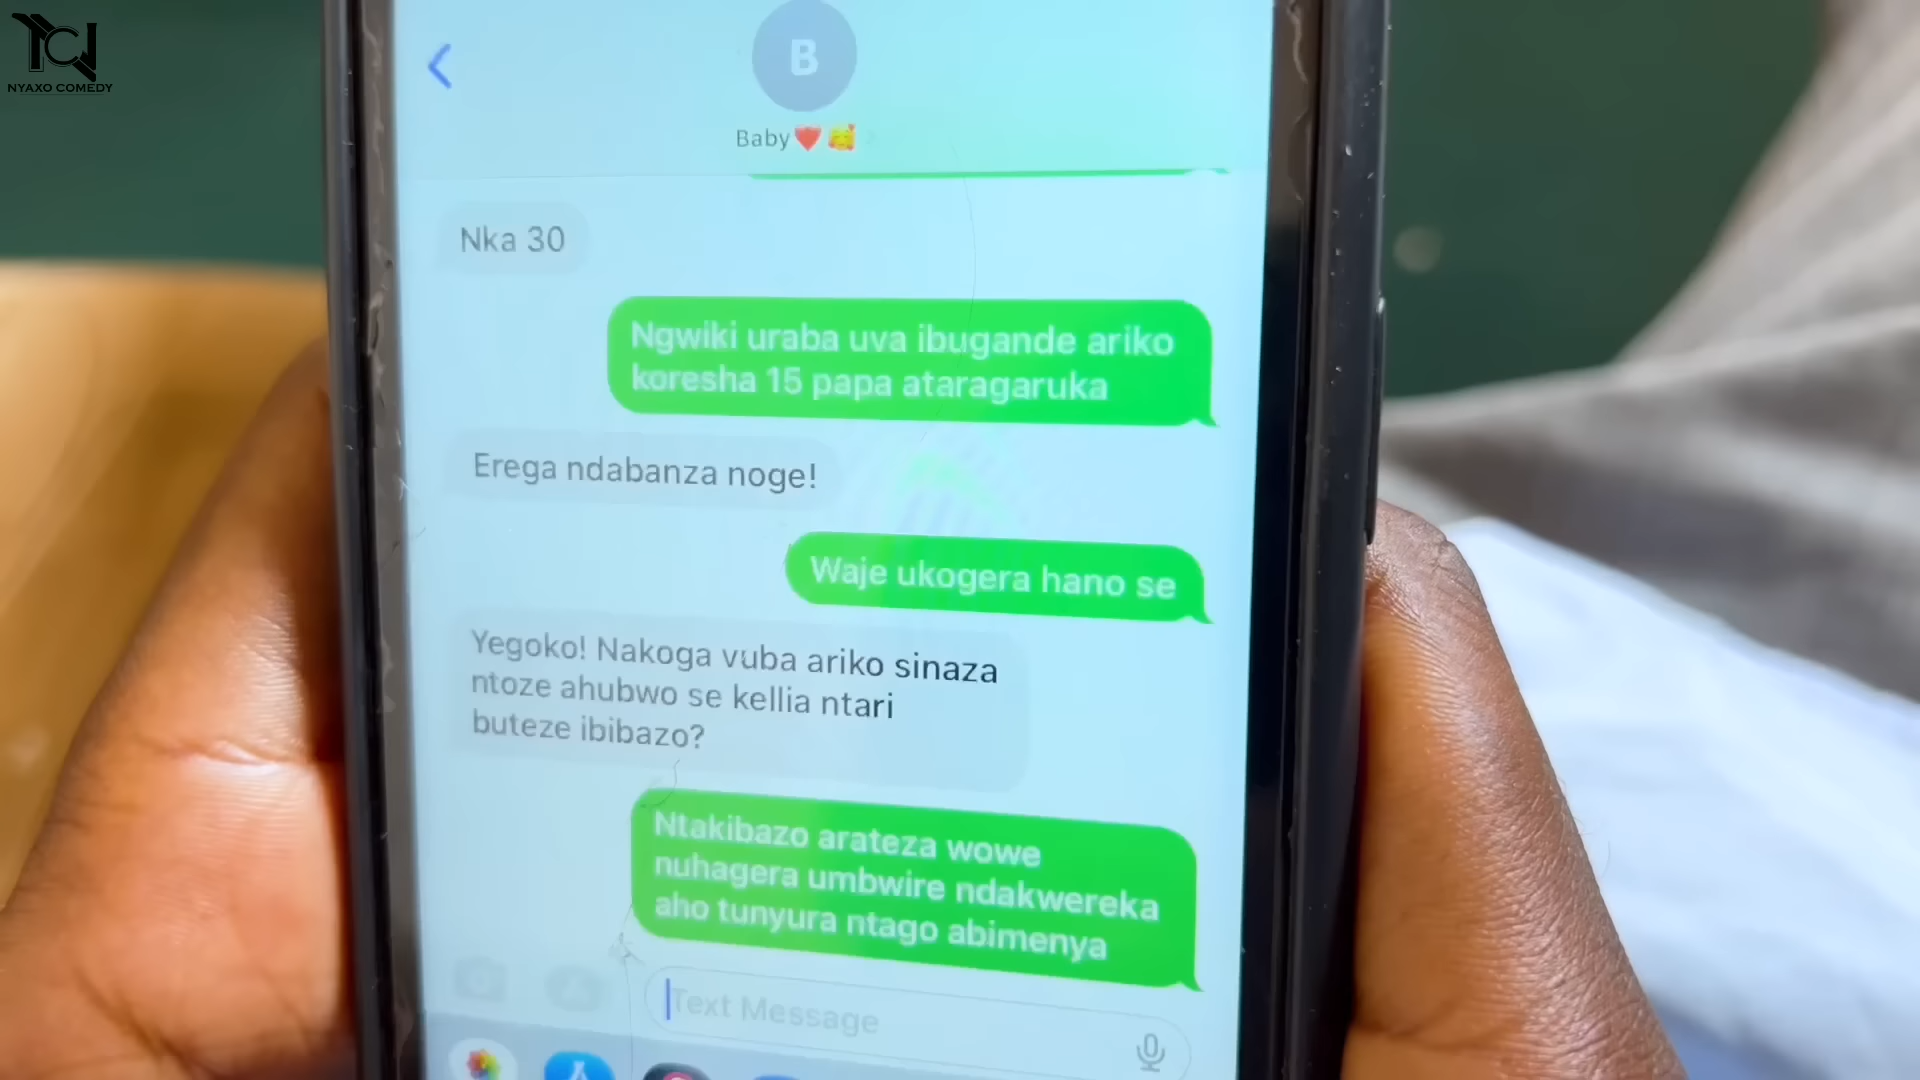 NYAXO COMEDY
B
Baby❤️🥰
Nka 30
Ngwiki uraba uva ibugande ariko
koresha 15 papa ataragaruka
Erega ndabanza noge!
Waje ukogera hano se
Yegoko! Nakoga vuba ariko sinaza
ntoze ahubwo se kellia ntari
buteze ibibazo?
Ntakibazo arateza wowe
nuhagera umbwire ndakwereka
aho tunyura ntago abimenya
Text Message